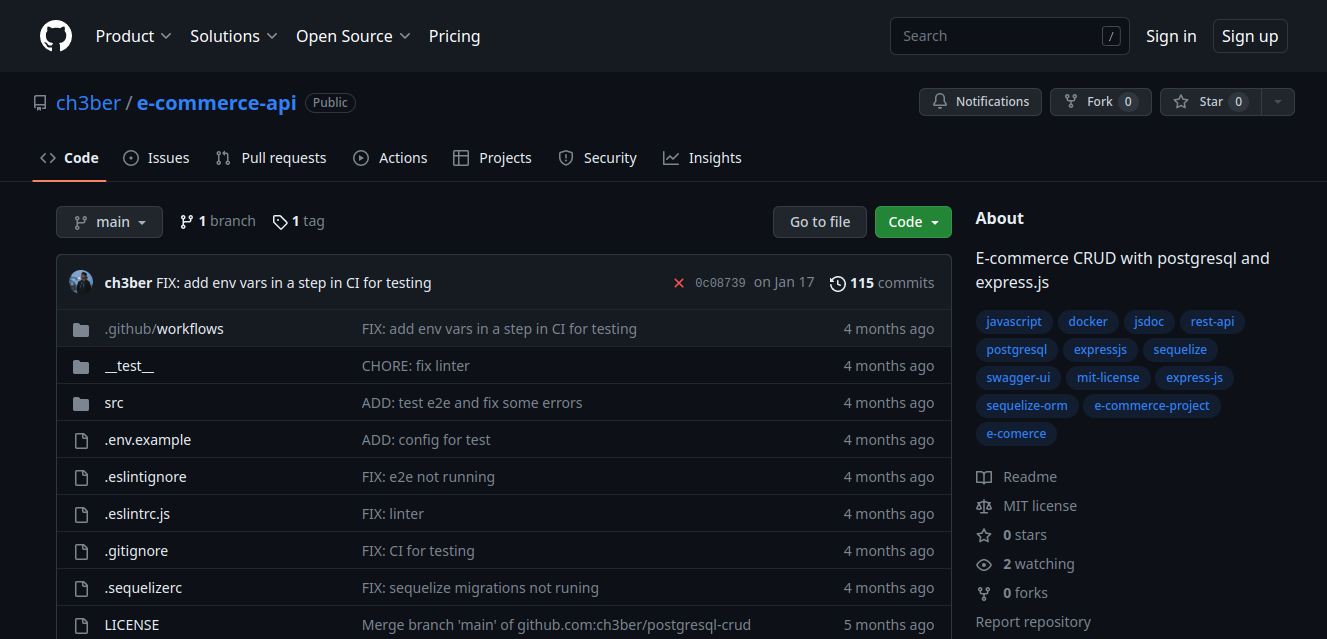 Product Solutions Open Source Pricing Search / Sign in Sign up
ch3ber / e-commerce-api Public Notifications Fork 0 Star 0
Code Issues Pull requests Actions Projects Security Insights
main 1 branch 1 tag Go to file Code
ch3ber FIX: add env vars in a step in CI for testing 0c08739 on Jan 17 115 commits
.github/workflows FIX: add env vars in a step in CI for testing 4 months ago
__test__ CHORE: fix linter 4 months ago
src ADD: test e2e and fix some errors 4 months ago
.env.example ADD: config for test 4 months ago
.eslintignore FIX: e2e not running 4 months ago
.eslintrc.js FIX: linter 4 months ago
.gitignore FIX: CI for testing 4 months ago
.sequelizerc FIX: sequelize migrations not runing 4 months ago
LICENSE Merge branch 'main' of github.com:ch3ber/postgresql-crud 5 months ago
About
E-commerce CRUD with postgresql and
express.js
javascript docker jsdoc rest-api
postgresql expressjs sequelize
swagger-ui mit-license express-js
sequelize-orm e-commerce-project
e-comerce
Readme
MIT license
0 stars
2 watching
0 forks
Report repository